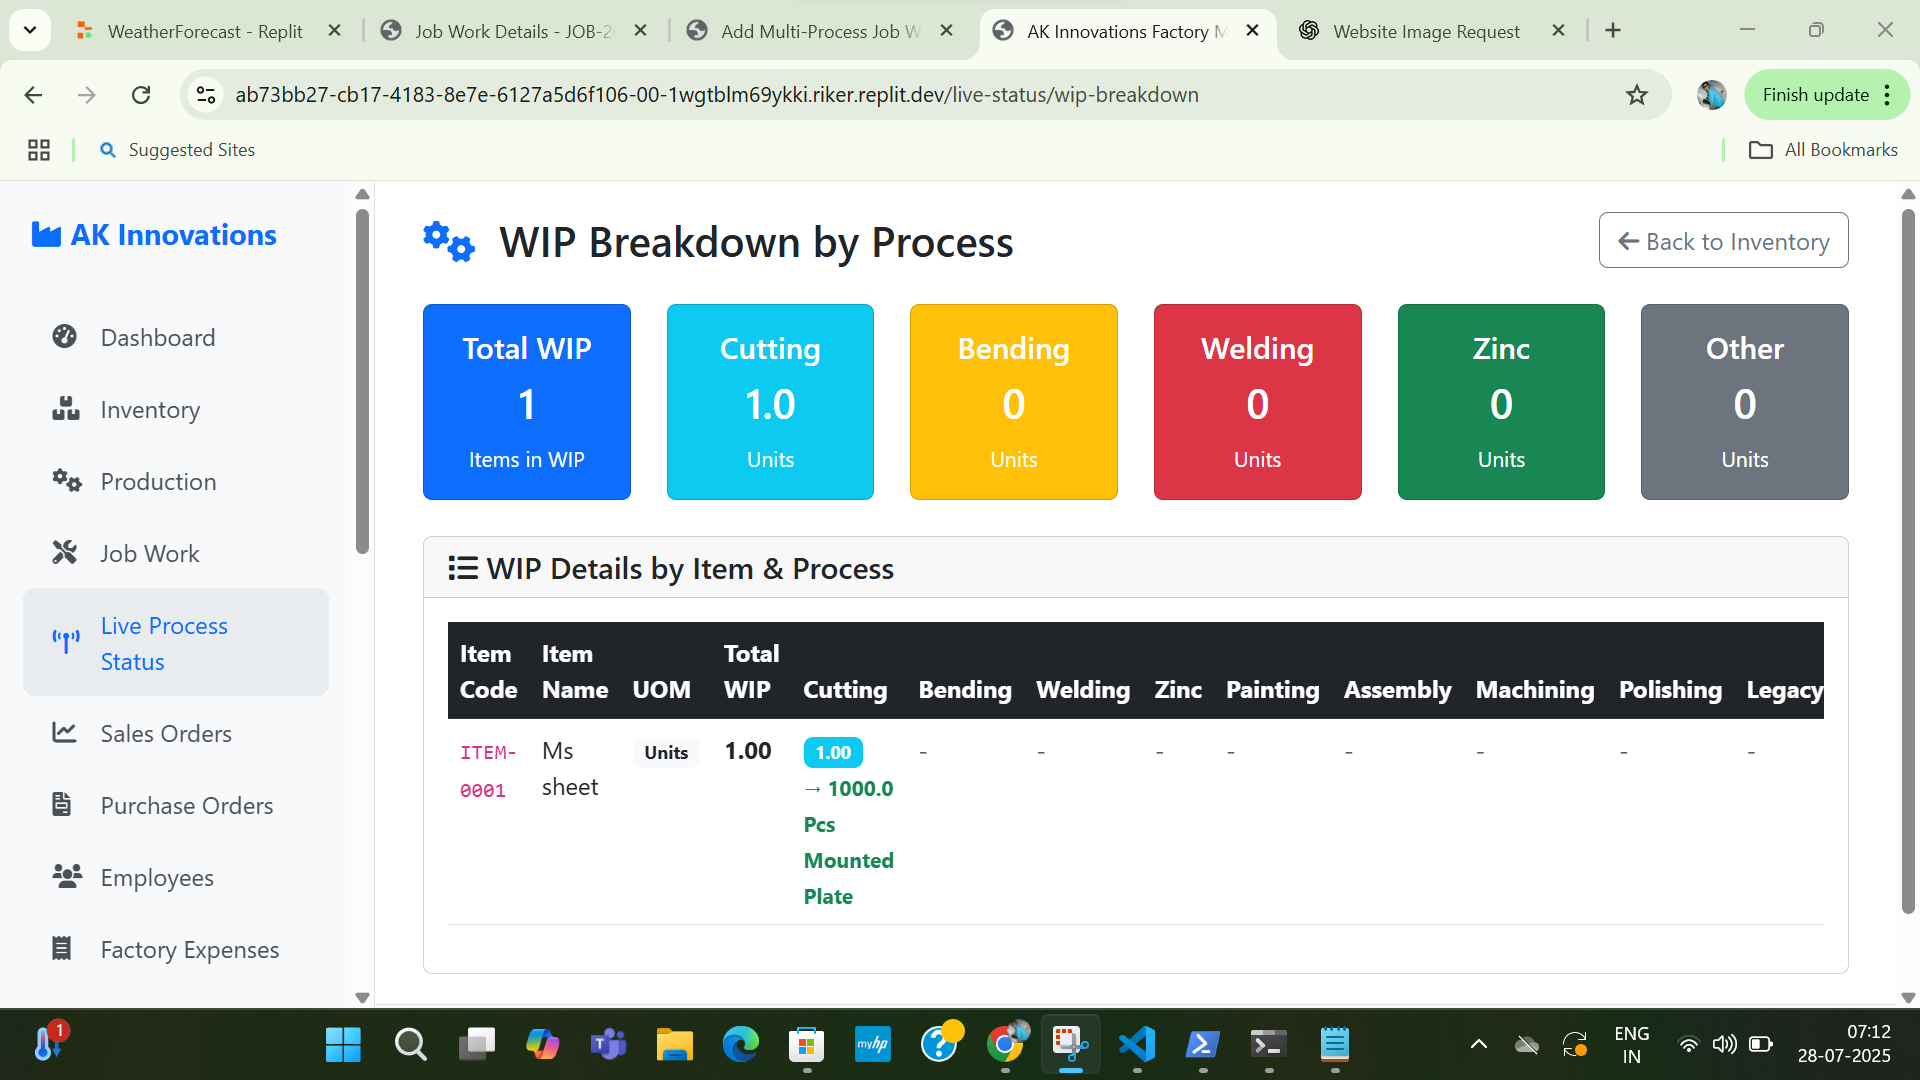 WeatherForecast - Replit
Job Work Details - JOB-2
Add Multi-Process Job W
AK Innovations Factory M
Website Image Request
ab73bb27-cb17-4183-8e7e-6127a5d6f106-00-1wgtblm69ykki.riker.replit.dev/live-status/wip-breakdown
Finish update
Suggested Sites
All Bookmarks
AK Innovations
Dashboard
Inventory
Production
Job Work
Live Process
Status
Sales Orders
Purchase Orders
Employees
Factory Expenses
WIP Breakdown by Process
Back to Inventory
Total WIP
1
Items in WIP
Cutting
1.0
Units
Bending
0
Units
Welding
0
Units
Zinc
0
Units
Other
0
Units
WIP Details by Item & Process
Item Code Item Name UOM Total WIP Cutting Bending Welding Zinc Painting Assembly Machining Polishing Legacy
ITEM-0001 Ms sheet Units 1.00 1.00 - - - - - - - -
→ 1000.0
Pcs
Mounted
Plate
1
myhp
ENG
IN
07:12
28-07-2025